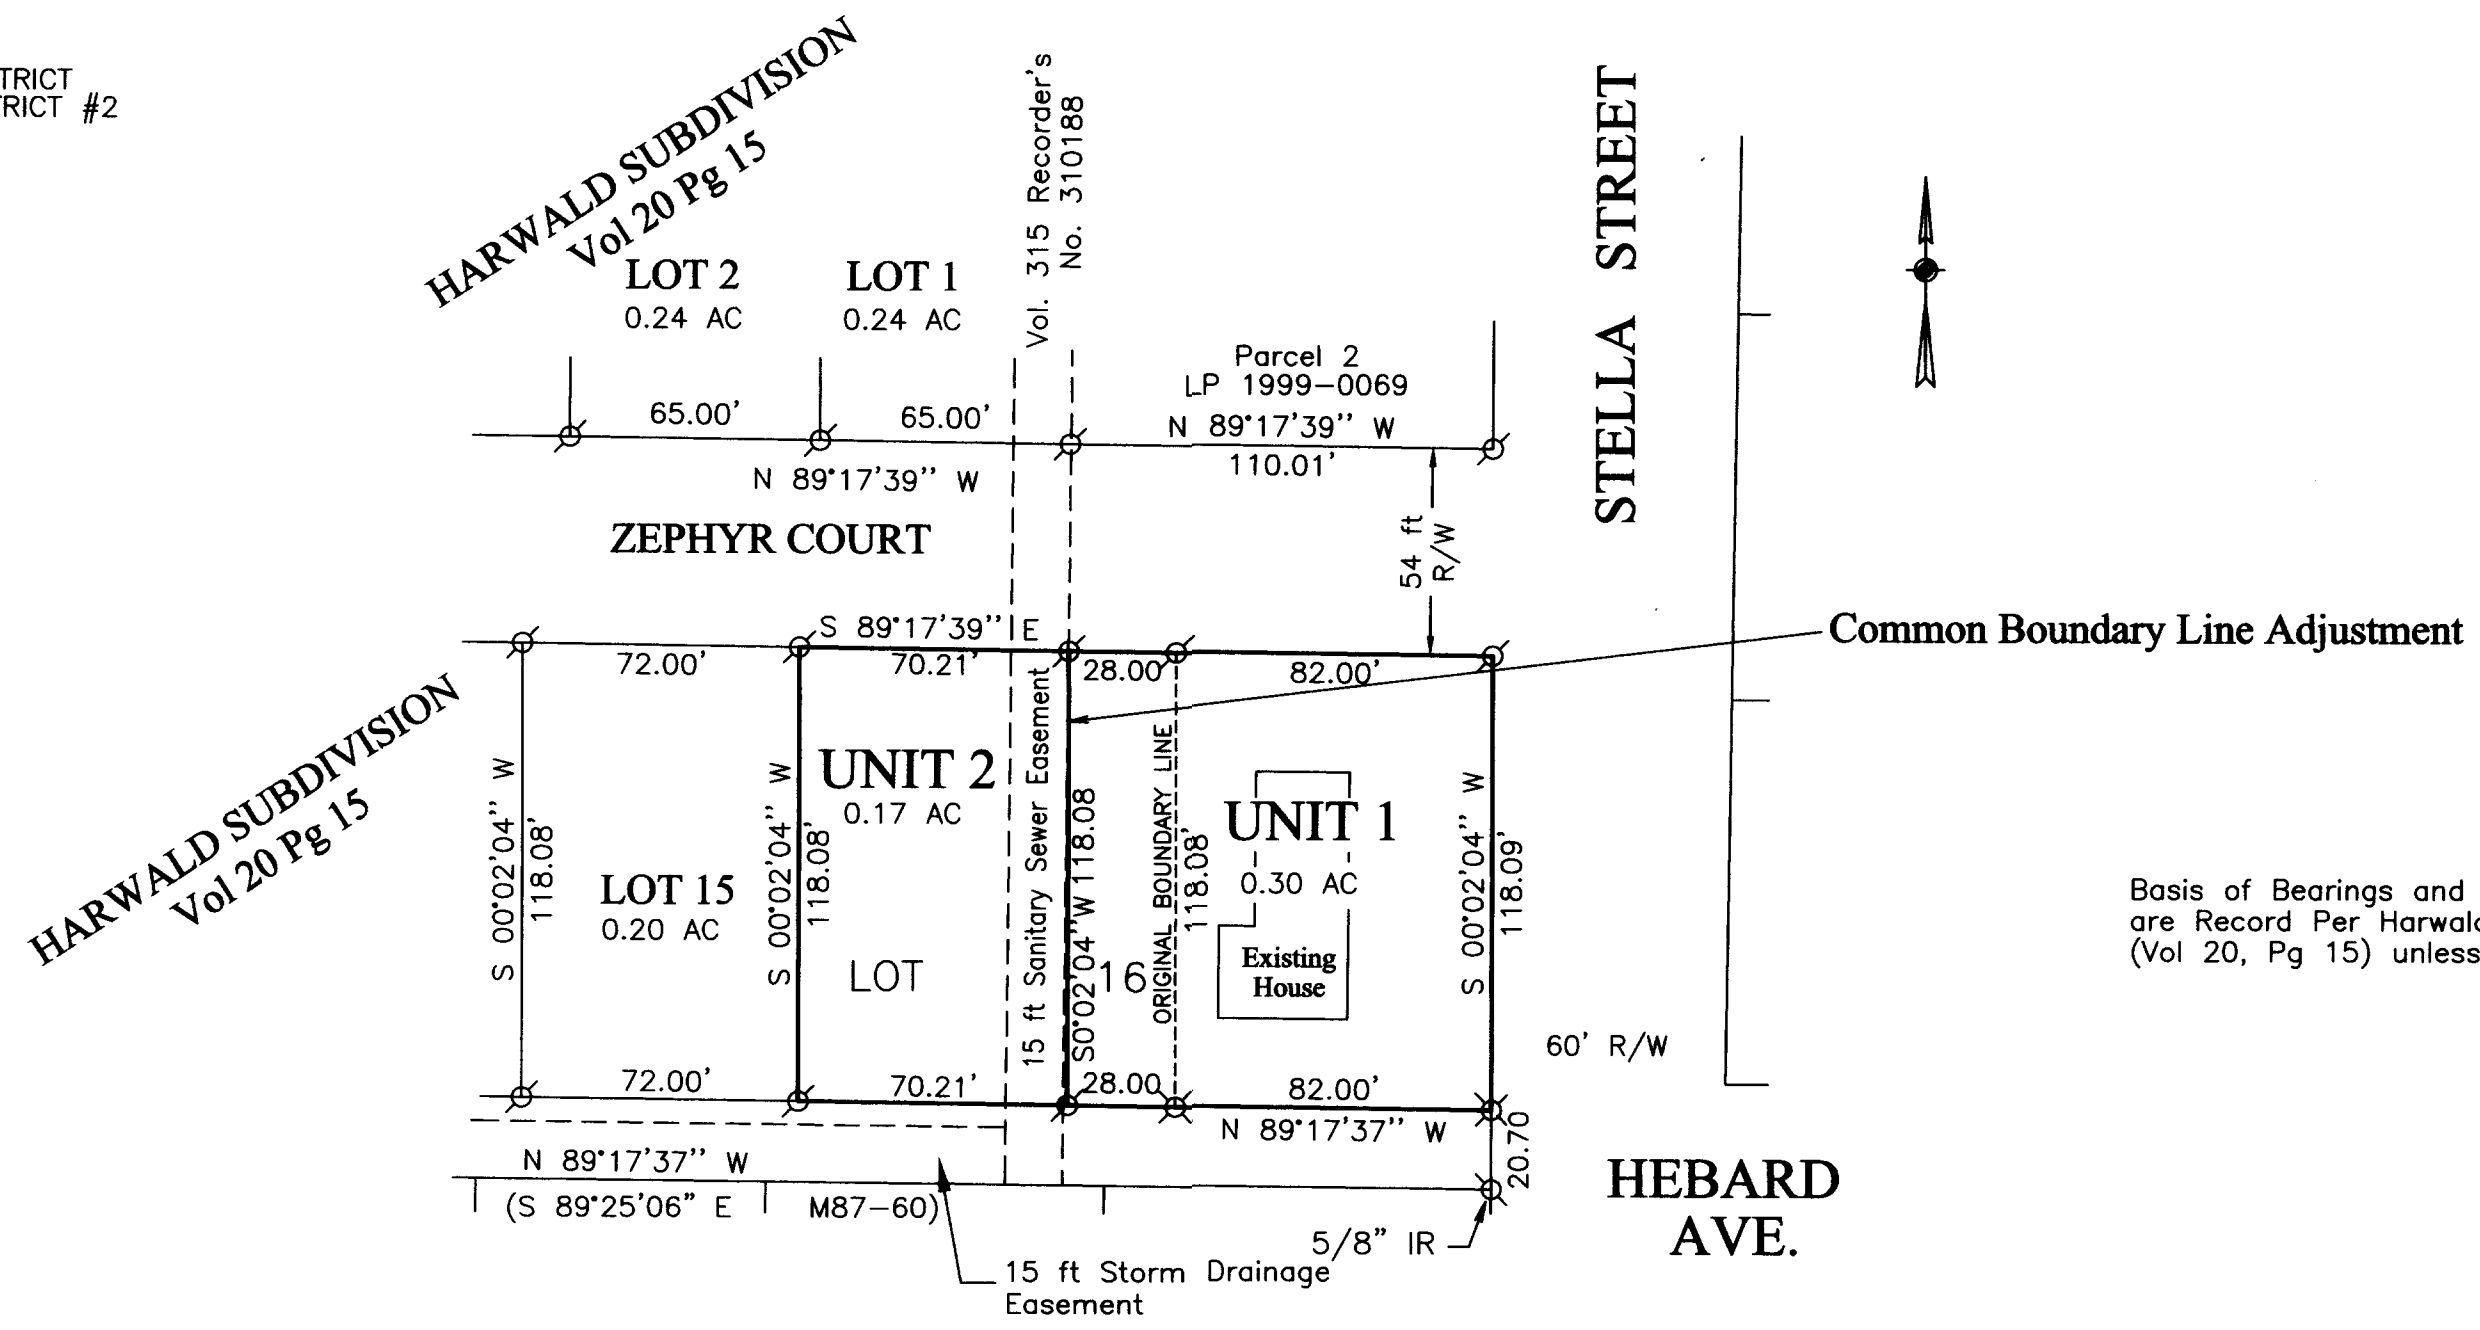 TRICT
TRICT #2
HARWALD SUBDIVISION
Vol 20 Pg 15
LOT 2
0.24 AC
LOT 1
0.24 AC
Vol. 315 Recorder's
No. 310188
Parcel 2
LP 1999-0069
N 89°17'39'' W
110.01'
65.00'
65.00'
N 89°17'39'' W
STELLA STREET
ZEPHYR COURT
54 ft
R/W
S 89°17'39'' E
72.00'
70.21'
28.00
82.00'
Common Boundary Line Adjustment
HARWALD SUBDIVISION
Vol 20 Pg 15
S 00°02'04'' W
118.08'
LOT 15
0.20 AC
S 00°02'04'' W
118.08'
UNIT 2
0.17 AC
LOT
15 ft Sanitary Sewer Easement
S0°02'04''W 118.08
16
ORIGINAL BOUNDARY LINE
118.08'
UNIT 1
0.30 AC
Existing
House
S 00°02'04'' W
118.09'
Basis of Bearings and
are Record Per Harwal
(Vol 20, Pg 15) unless
60' R/W
72.00'
70.21'
28.00
82.00'
N 89°17'37'' W
20.70
N 89°17'37'' W
(S 89°25'06" E M87-60)
HEBARD
AVE.
5/8" IR
15 ft Storm Drainage
Easement